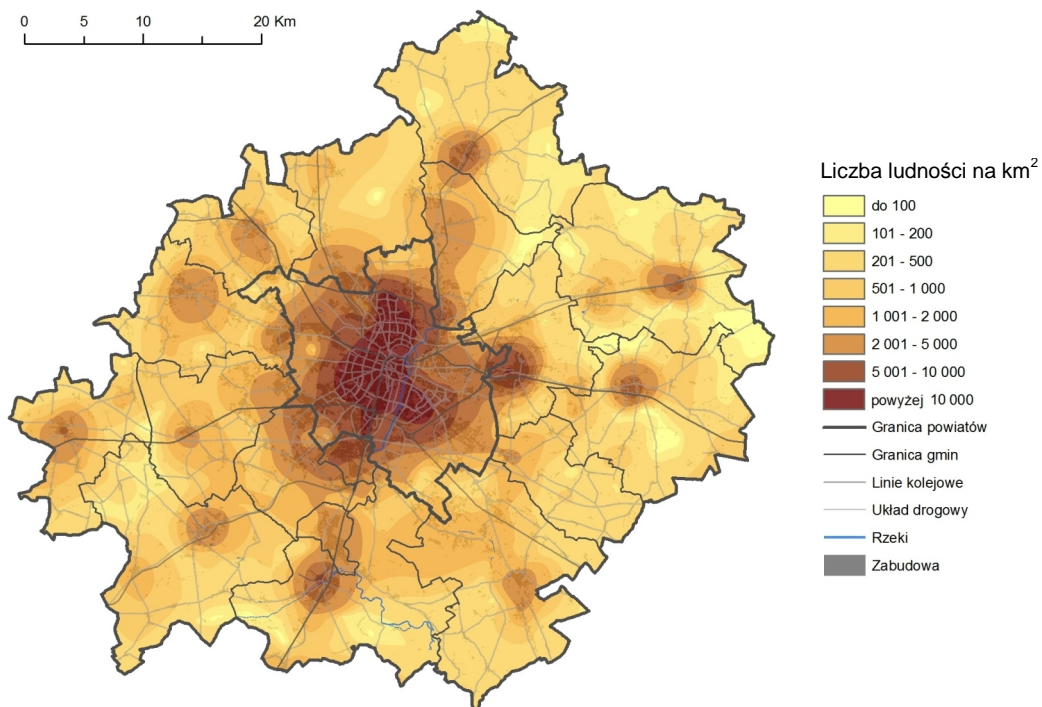 0 5 10 20 Km
Liczba ludności na km²
do 100
101 - 200
201 - 500
501 - 1 000
1 001 - 2 000
2 001 - 5 000
5 001 - 10 000
powyżej 10 000
Granica powiatów
Granica gmin
Linie kolejowe
Układ drogowy
Rzeki
Zabudowa